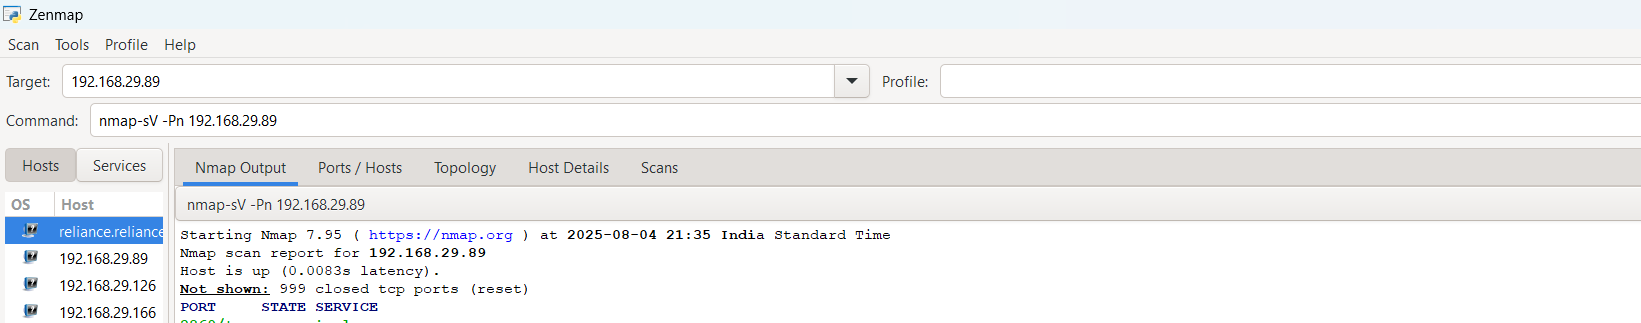 Zenmap
Scan Tools Profile Help
Target: 192.168.29.89 Profile:
Command: nmap-sV -Pn 192.168.29.89
Hosts Services
Nmap Output Ports / Hosts Topology Host Details Scans
OS Host
nmap-sV -Pn 192.168.29.89
reliance.reliance
192.168.29.89
192.168.29.126
192.168.29.166
Starting Nmap 7.95 ( https://nmap.org ) at 2025-08-04 21:35 India Standard Time
Nmap scan report for 192.168.29.89
Host is up (0.0083s latency).
Not shown: 999 closed tcp ports (reset)
PORT STATE SERVICE